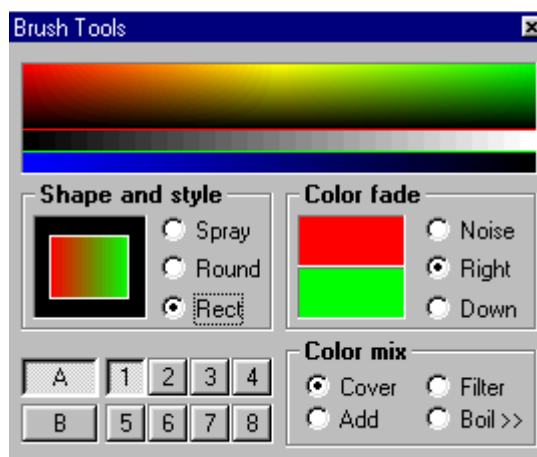 Brush Tools
Shape and style
Spray
Round
Rect
Color fade
Noise
Right
Down
A 1 2 3 4
B 5 6 7 8
Color mix
Cover Filter
Add Boil >>